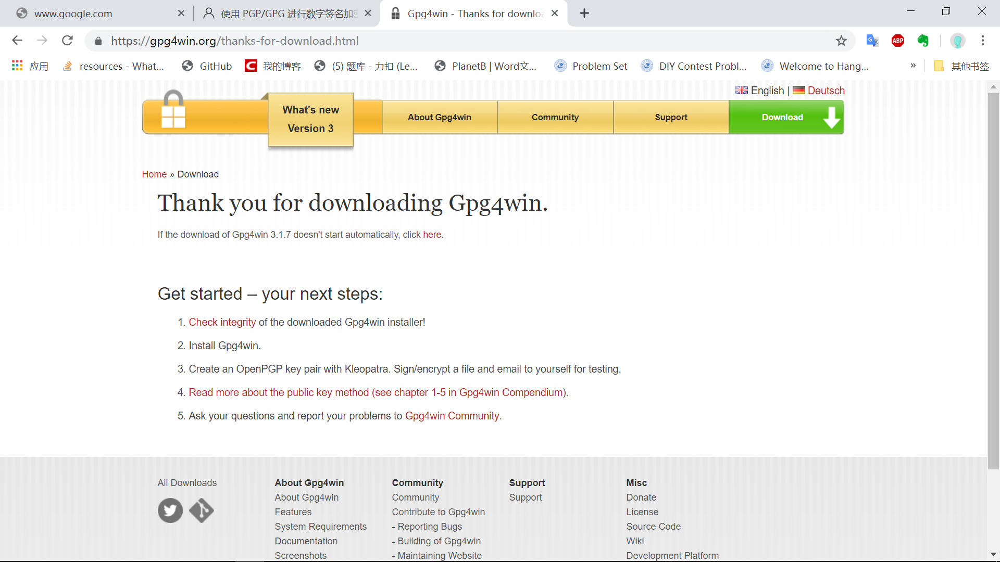 www.google.com
使用 PGP/GPG 进行数字签名加
Gpg4win - Thanks for downlo
https://gpg4win.org/thanks-for-download.html
ABP
应用
resources - What...
GitHub
我的博客
(5) 题库 - 力扣 (Le...
PlanetB | Word文...
Problem Set
DIY Contest Probl...
Welcome to Hang...
»
其他书签
English | Deutsch
What's new
Version 3
About Gpg4win
Community
Support
Download
Home » Download
Thank you for downloading Gpg4win.
If the download of Gpg4win 3.1.7 doesn't start automatically, click here.
Get started – your next steps:
1. Check integrity of the downloaded Gpg4win installer!
2. Install Gpg4win.
3. Create an OpenPGP key pair with Kleopatra. Sign/encrypt a file and email to yourself for testing.
4. Read more about the public key method (see chapter 1-5 in Gpg4win Compendium).
5. Ask your questions and report your problems to Gpg4win Community.
All Downloads
About Gpg4win
About Gpg4win
Features
System Requirements
Documentation
Screenshots
Community
Community
Contribute to Gpg4win
- Reporting Bugs
- Building of Gpg4win
- Maintaining Website
Support
Support
Misc
Donate
License
Source Code
Wiki
Development Platform